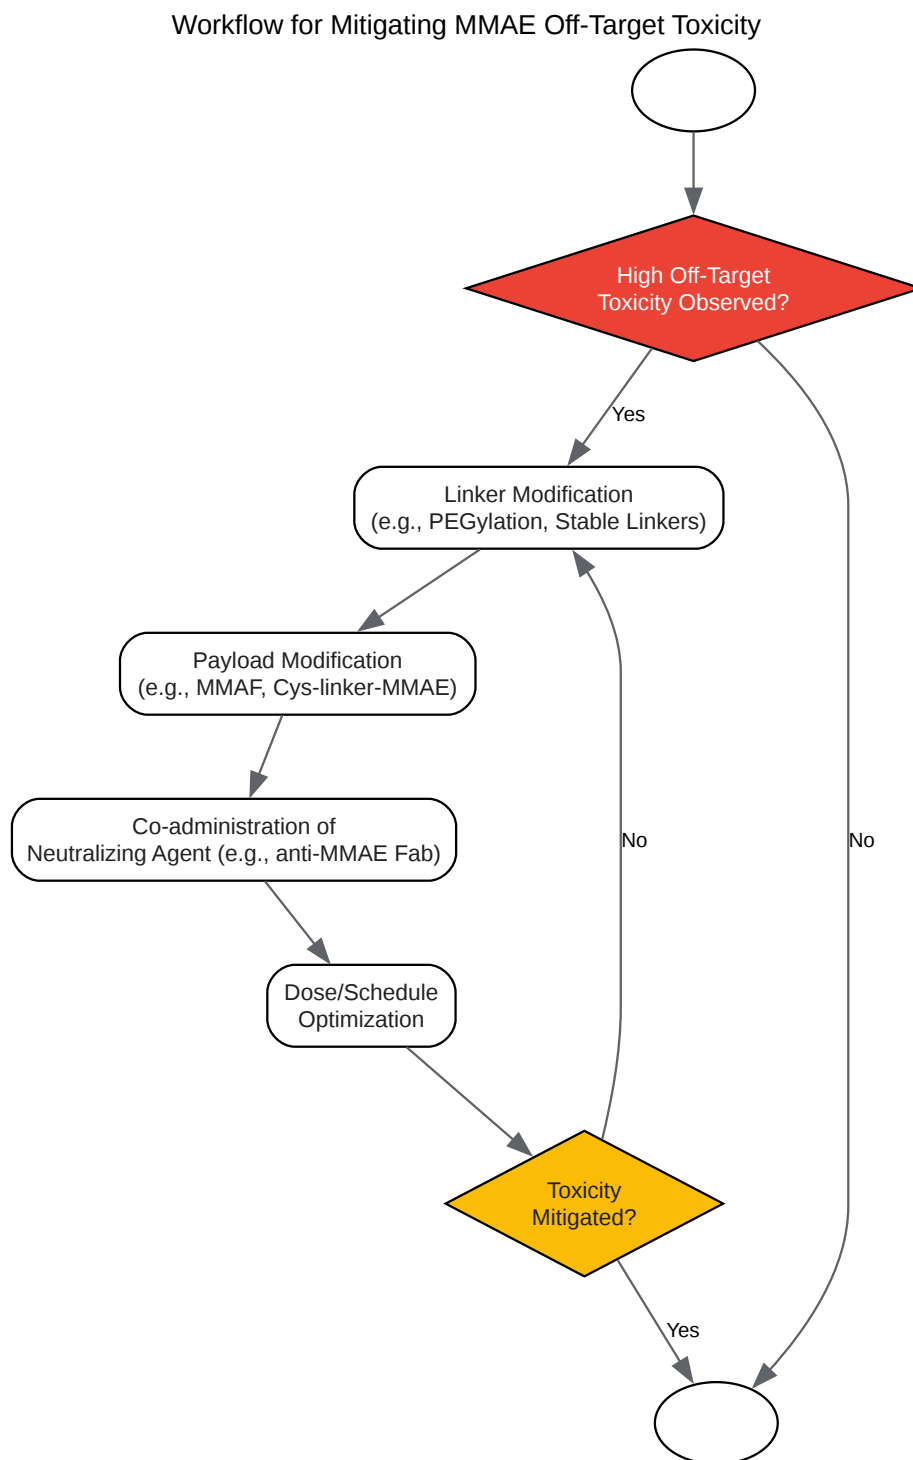 Workflow for Mitigating MMAE Off-Target Toxicity
High Off-Target
Toxicity Observed?
Yes
Linker Modification
(e.g., PEGylation, Stable Linkers)
Payload Modification
(e.g., MMAF, Cys-linker-MMAE)
Co-administration of
Neutralizing Agent (e.g., anti-MMAE Fab)
No
No
Dose/Schedule
Optimization
Toxicity
Mitigated?
Yes